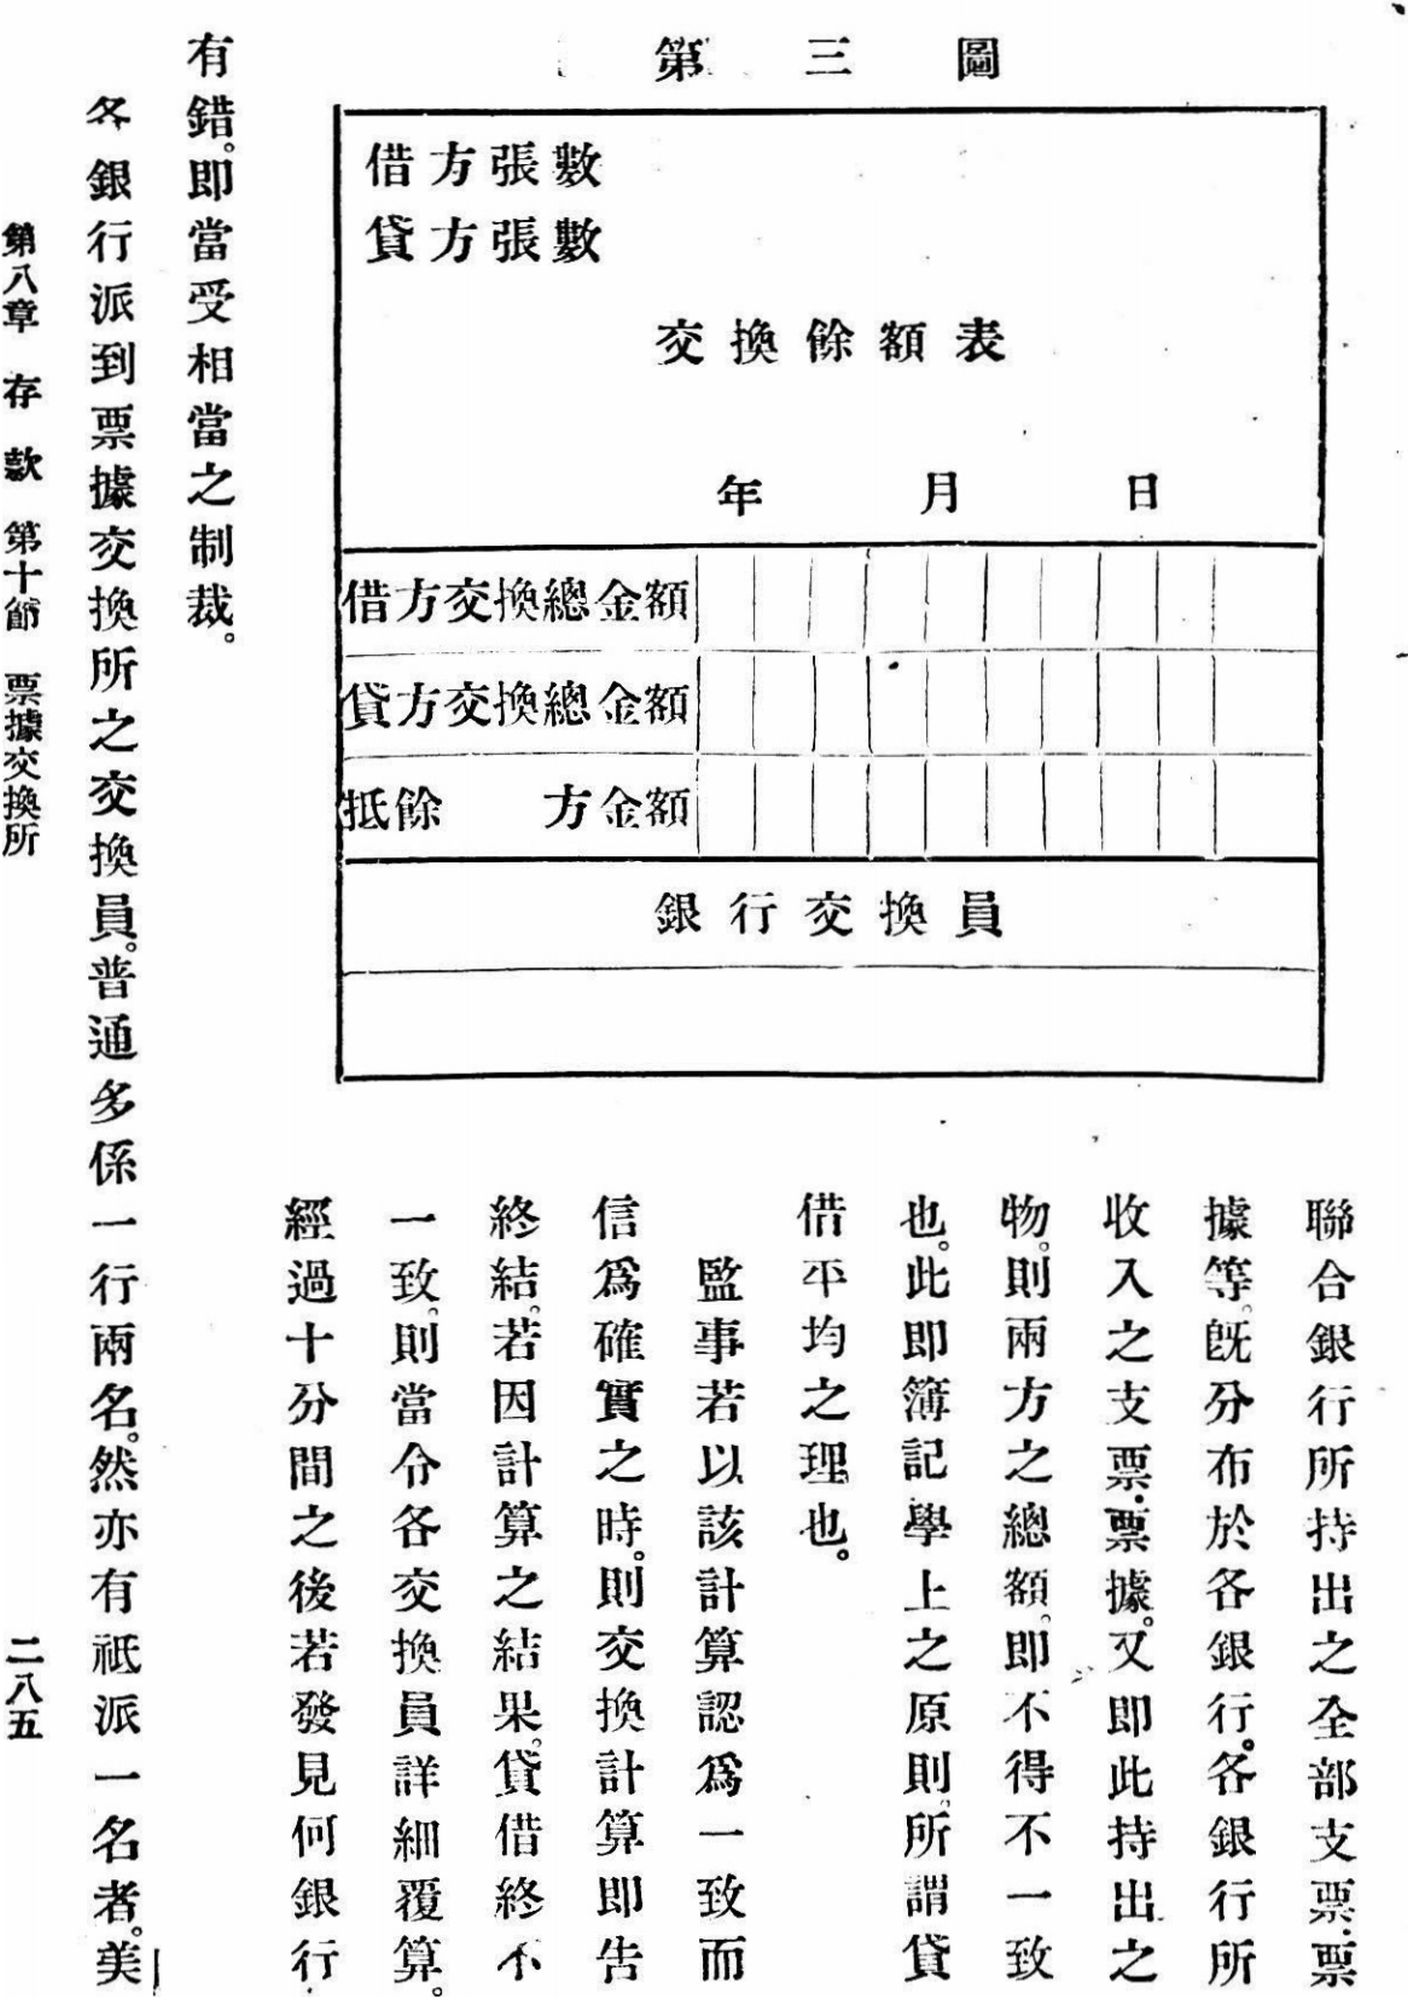 第三圖
借方張數
貸方張數
交換餘額表
年 月 日
借方交換總金額
貸方交換總金額
抵餘 方金額
銀行交換員
聯合銀行所持出之全部支票·票
據等。旣分布於各銀行。各銀行所
收入之支票·票據。又即此持出之
物。則兩方之總額。即不得不一致
也。此即簿記學上之原則。所謂貸
借平均之理也。
監事若以該計算認爲一致而
信爲確實之時。則交換計算即告
終結。若因計算之結果。貸借終不
一致。則當令各交換員詳細覆算。
經過十分間之後若發見何銀行
有錯。即當受相當之制裁。
各銀行派到票據交換所之交換員。普通多係一行兩名。然亦有祇派一名者。美
第八章 存款 第十節 票據交換所 二八五